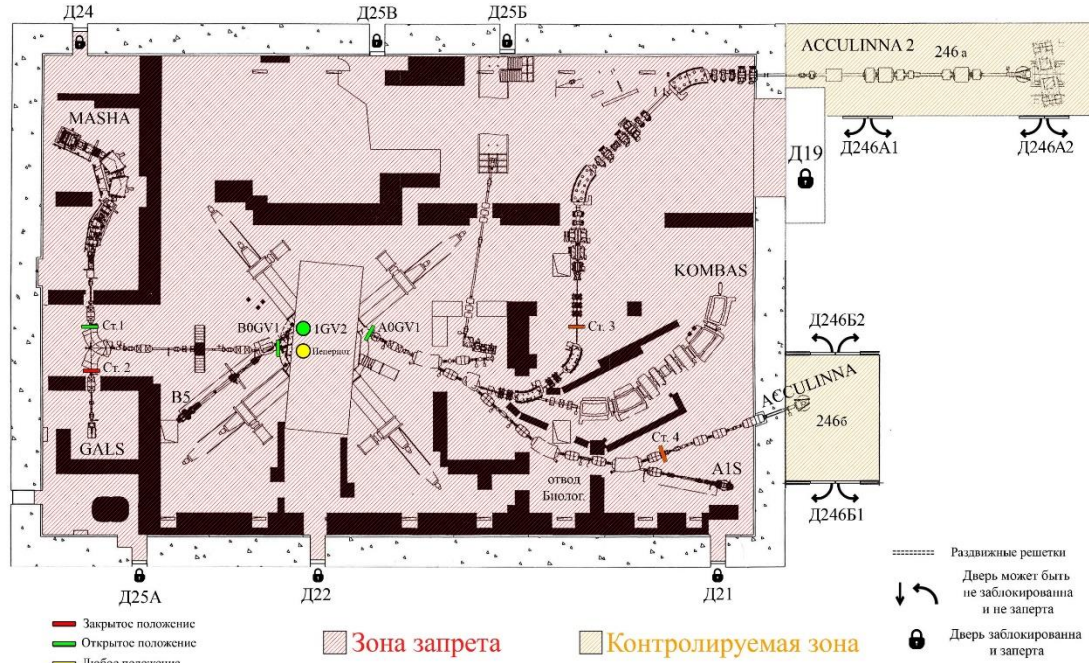 Д24
Д25В
Д25Б
ACCULINNA 2
246 а
MASHA
Д246А1
Д246А2
Д19
KOMBAS
Ст.1
B0GV1
1GV2
A0GV1
Ст. 3
Д246Б2
Ст. 2
B5
ACCULINNA
246б
GALS
Ст. 4
A1S
отвод
Биолог.
Д246Б1
Д25А
Д22
Д21
Раздвижные решетки
Дверь может быть
не заблокированна
и не заперта
Дверь заблокированна
и заперта
Закрытое положение
Открытое положение
Любое положение
Зона запрета
Контролируемая зона